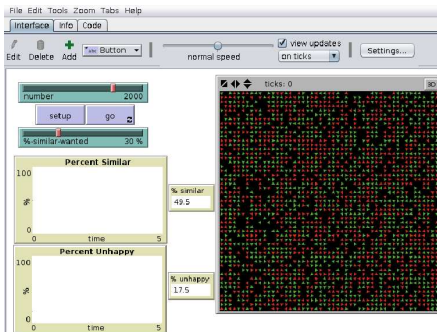 File Edit Tools Zoom Tabs Help
Interface Info Code
Edit Delete Add Button normal speed view updates on ticks Settings...
ticks: 0 3D
number 2000
setup go
%-similar-wanted 30 %
Percent Similar
100
%
0
0 time 5
% similar
49.5
Percent Unhappy
100
%
0
0 time 5
% unhappy
17.5